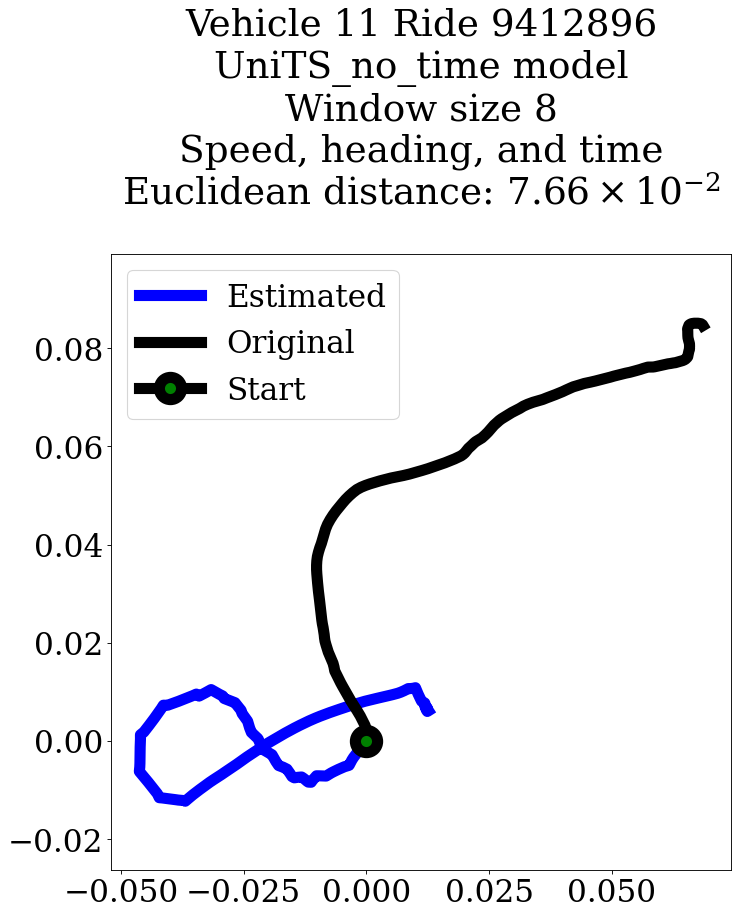 Vehicle 11 Ride 9412896
UniTS_no_time model
Window size 8
Speed, heading, and time
Euclidean distance: 7.66 × 10⁻²
Estimated
Original
Start
0.08
0.06
0.04
0.02
0.00
−0.02
−0.050 −0.025 0.000 0.025 0.050